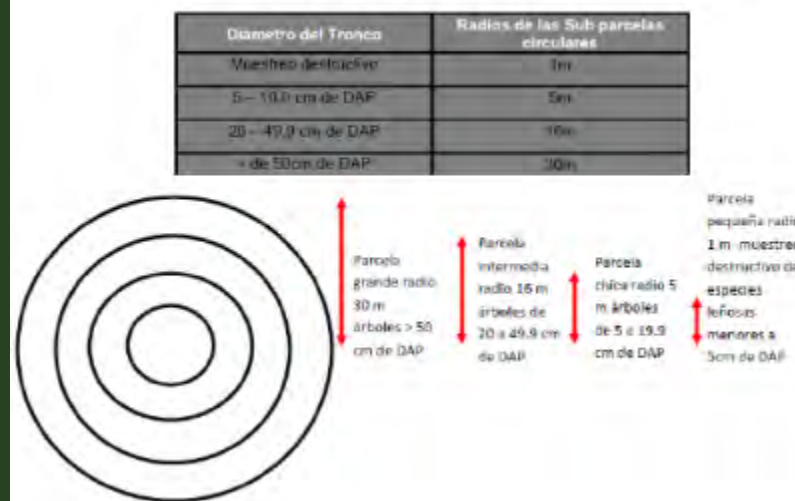 Diametro del Tronco
Radios de las Sub parcelas
circulares
Muestreo destructivo
1m
5 – 19.9 cm de DAP
5m
20 – 49.9 cm de DAP
16m
> de 50cm de DAP
30m
Parcela
grande radio
30 m
árboles > 50
cm de DAP
Parcela
intermedia
radio 16 m
árboles de
20 a 49.9 cm
de DAP
Parcela
chica radio 5
m árboles
de 5 a 19.9
cm de DAP
Parcela
pequeña radio
1 m muestreo
destructivo de
especies
leñosas
menores a
5cm de DAP